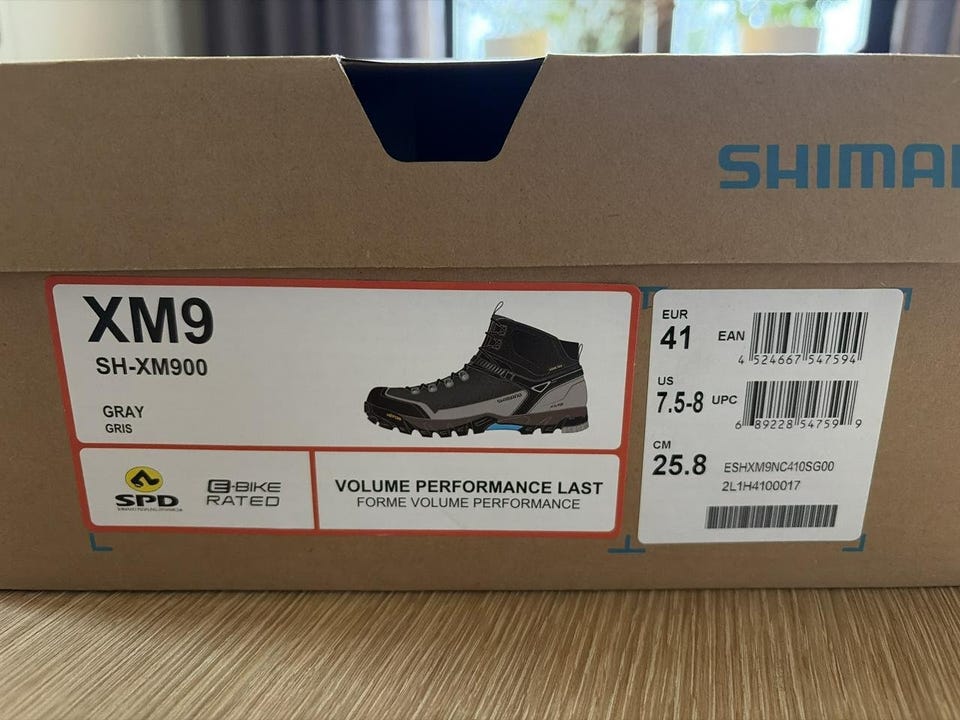 SHIMA
XM9
SH-XM900
GRAY
GRIS
SPD
E-BIKE
RATED
VOLUME PERFORMANCE LAST
FORME VOLUME PERFORMANCE
EUR
41
EAN
4 524667 547594
US
7.5-8
UPC
6 89228 54759 9
CM
25.8
ESHXM9NC410SG00
2L1H4100017